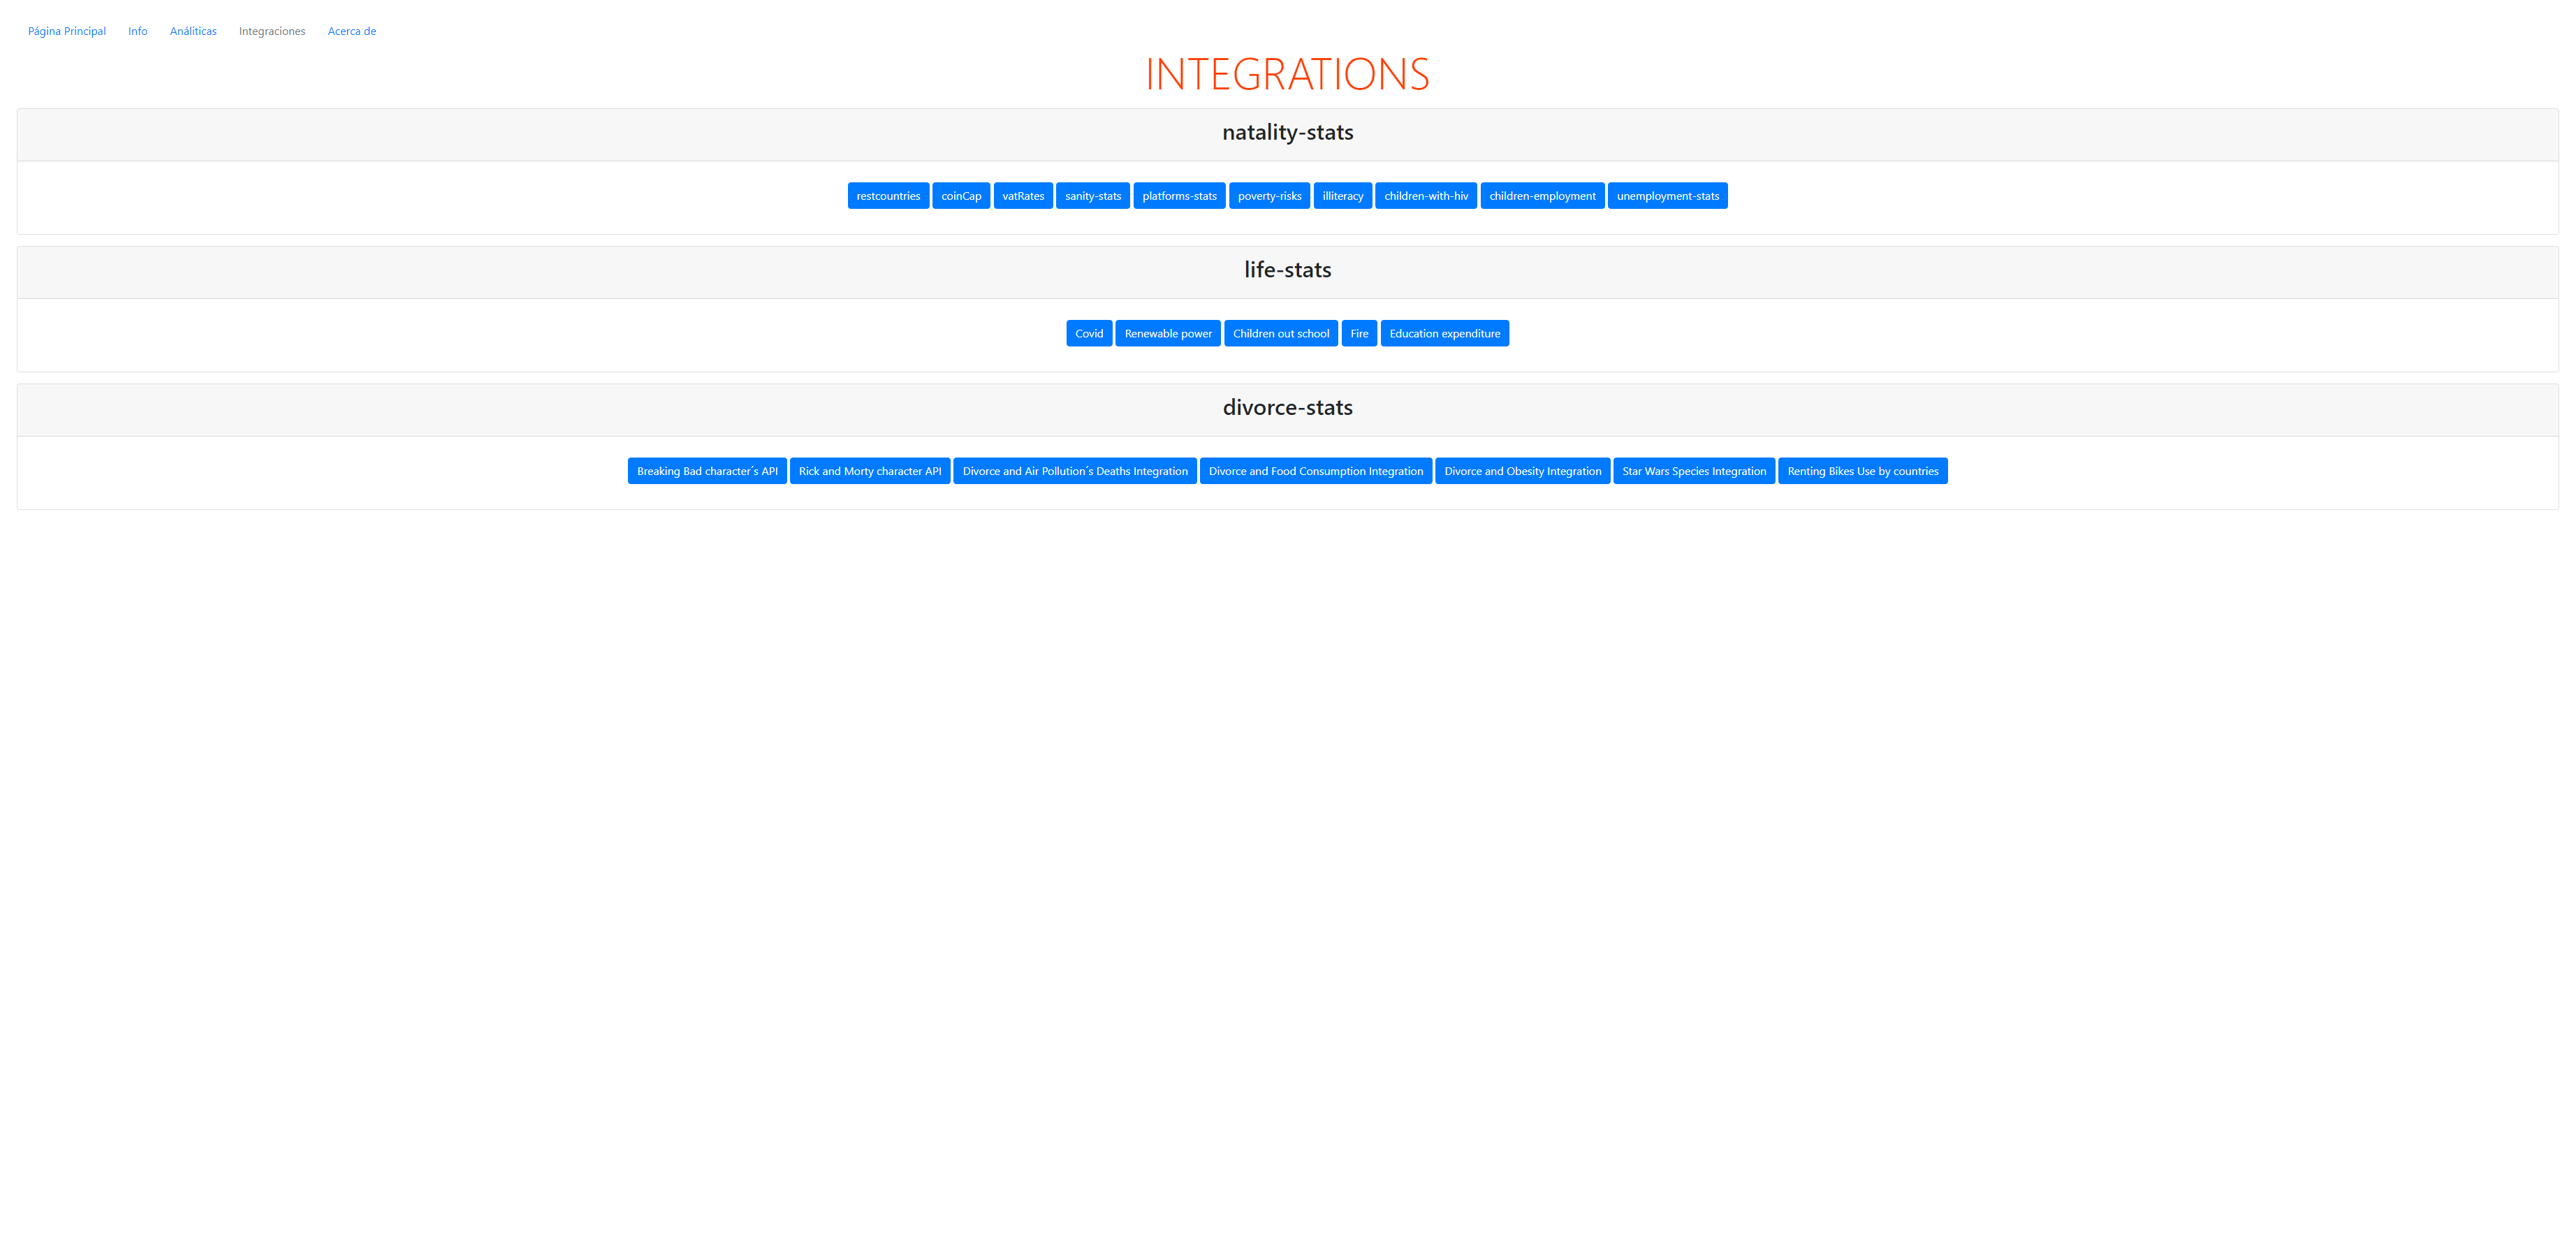 Página Principal Info Análiticas Integraciones Acerca de
INTEGRATIONS
natality-stats
restcountries coinCap vatRates sanity-stats platforms-stats poverty-risks illiteracy children-with-hiv children-employment unemployment-stats
life-stats
Covid Renewable power Children out school Fire Education expenditure
divorce-stats
Breaking Bad character´s API Rick and Morty character API Divorce and Air Pollution´s Deaths Integration Divorce and Food Consumption Integration Divorce and Obesity Integration Star Wars Species Integration Renting Bikes Use by countries